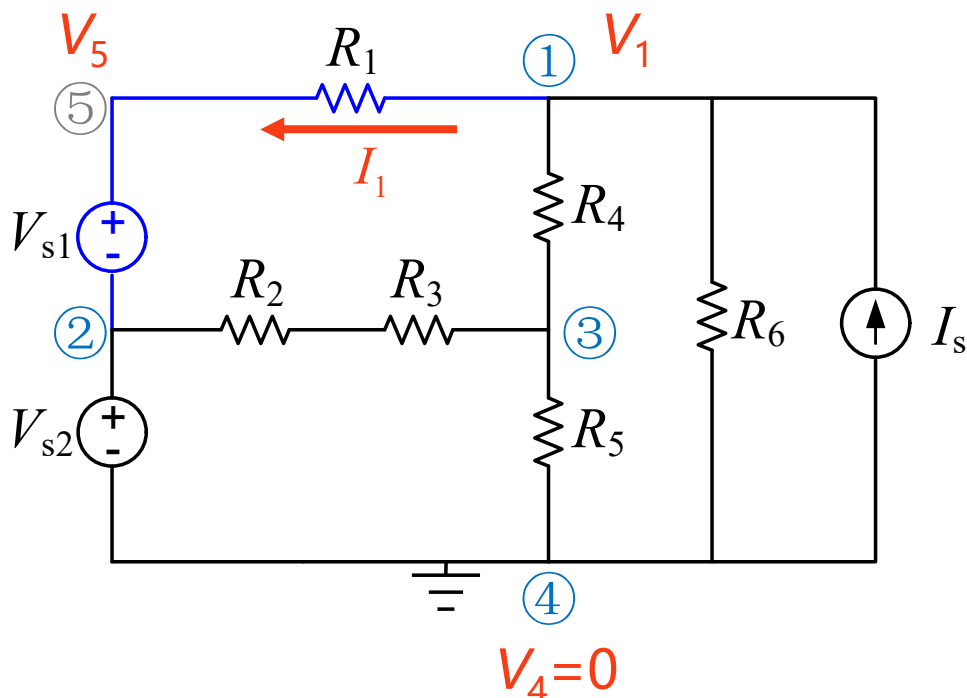 V5
R1
①
V1
⑤
I1
Vs1
+
-
R4
R2
R3
②
③
R6
Is
Vs2
+
-
R5
④
V4=0